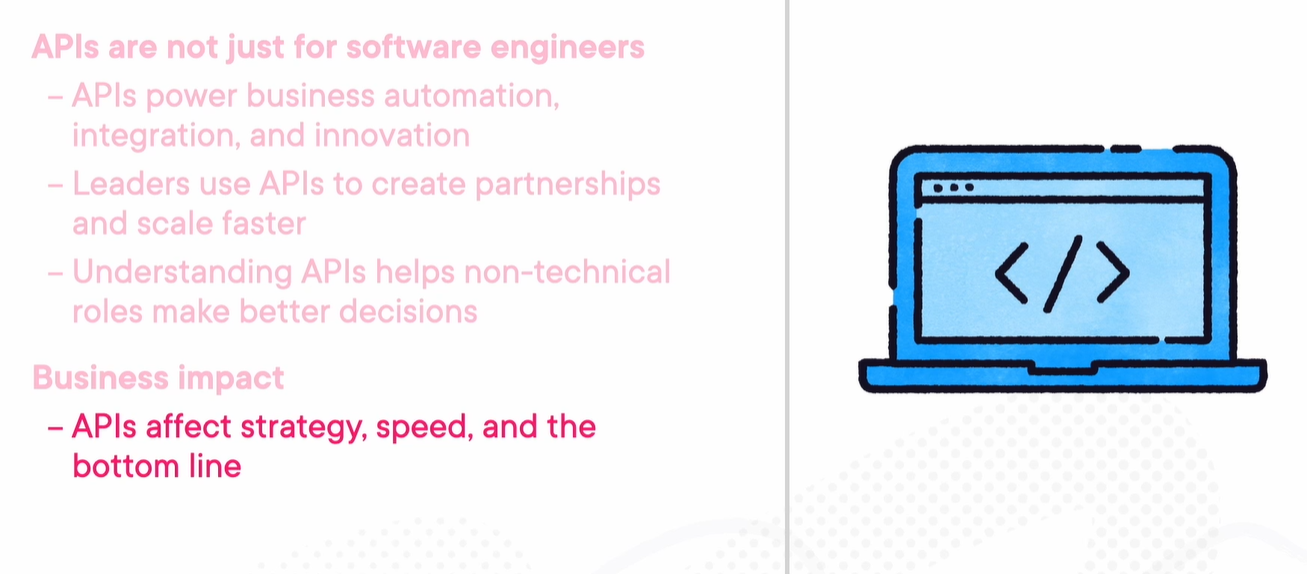 APIs are not just for software engineers
– APIs power business automation,
integration, and innovation
– Leaders use APIs to create partnerships
and scale faster
– Understanding APIs helps non-technical
roles make better decisions
Business impact
– APIs affect strategy, speed, and the
bottom line
</>